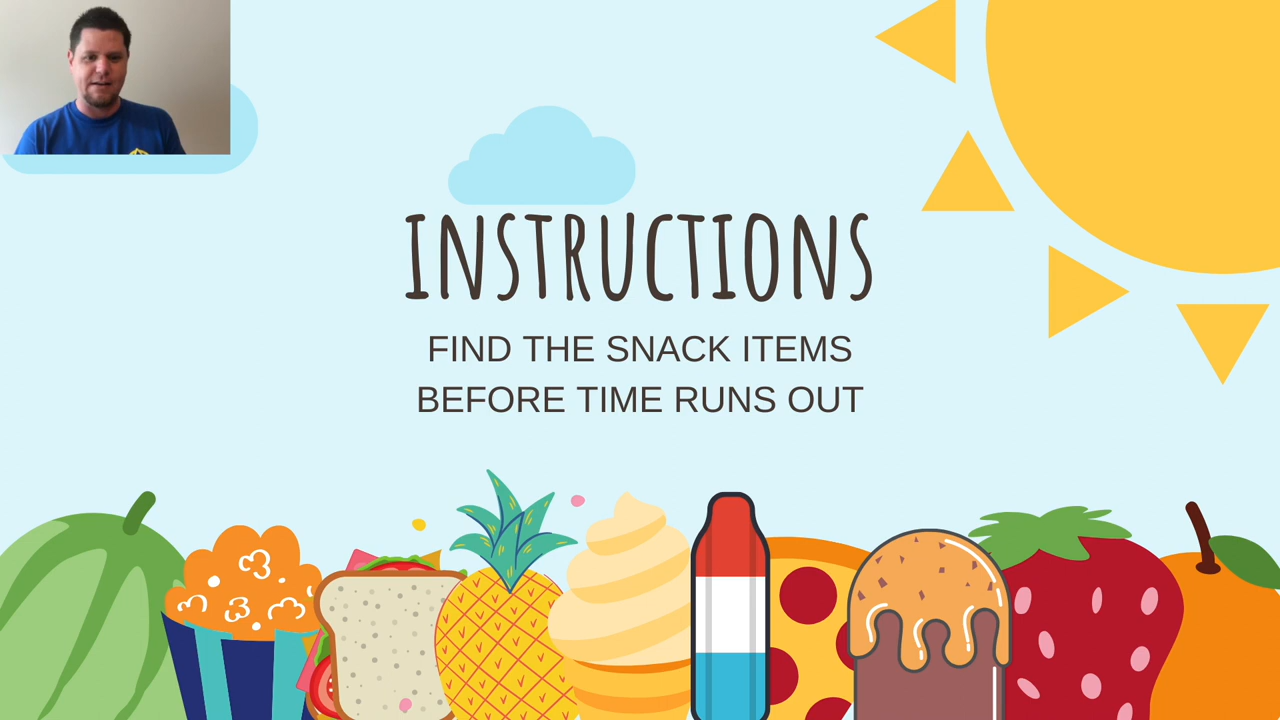 INSTRUCTIONS
FIND THE SNACK ITEMS
BEFORE TIME RUNS OUT